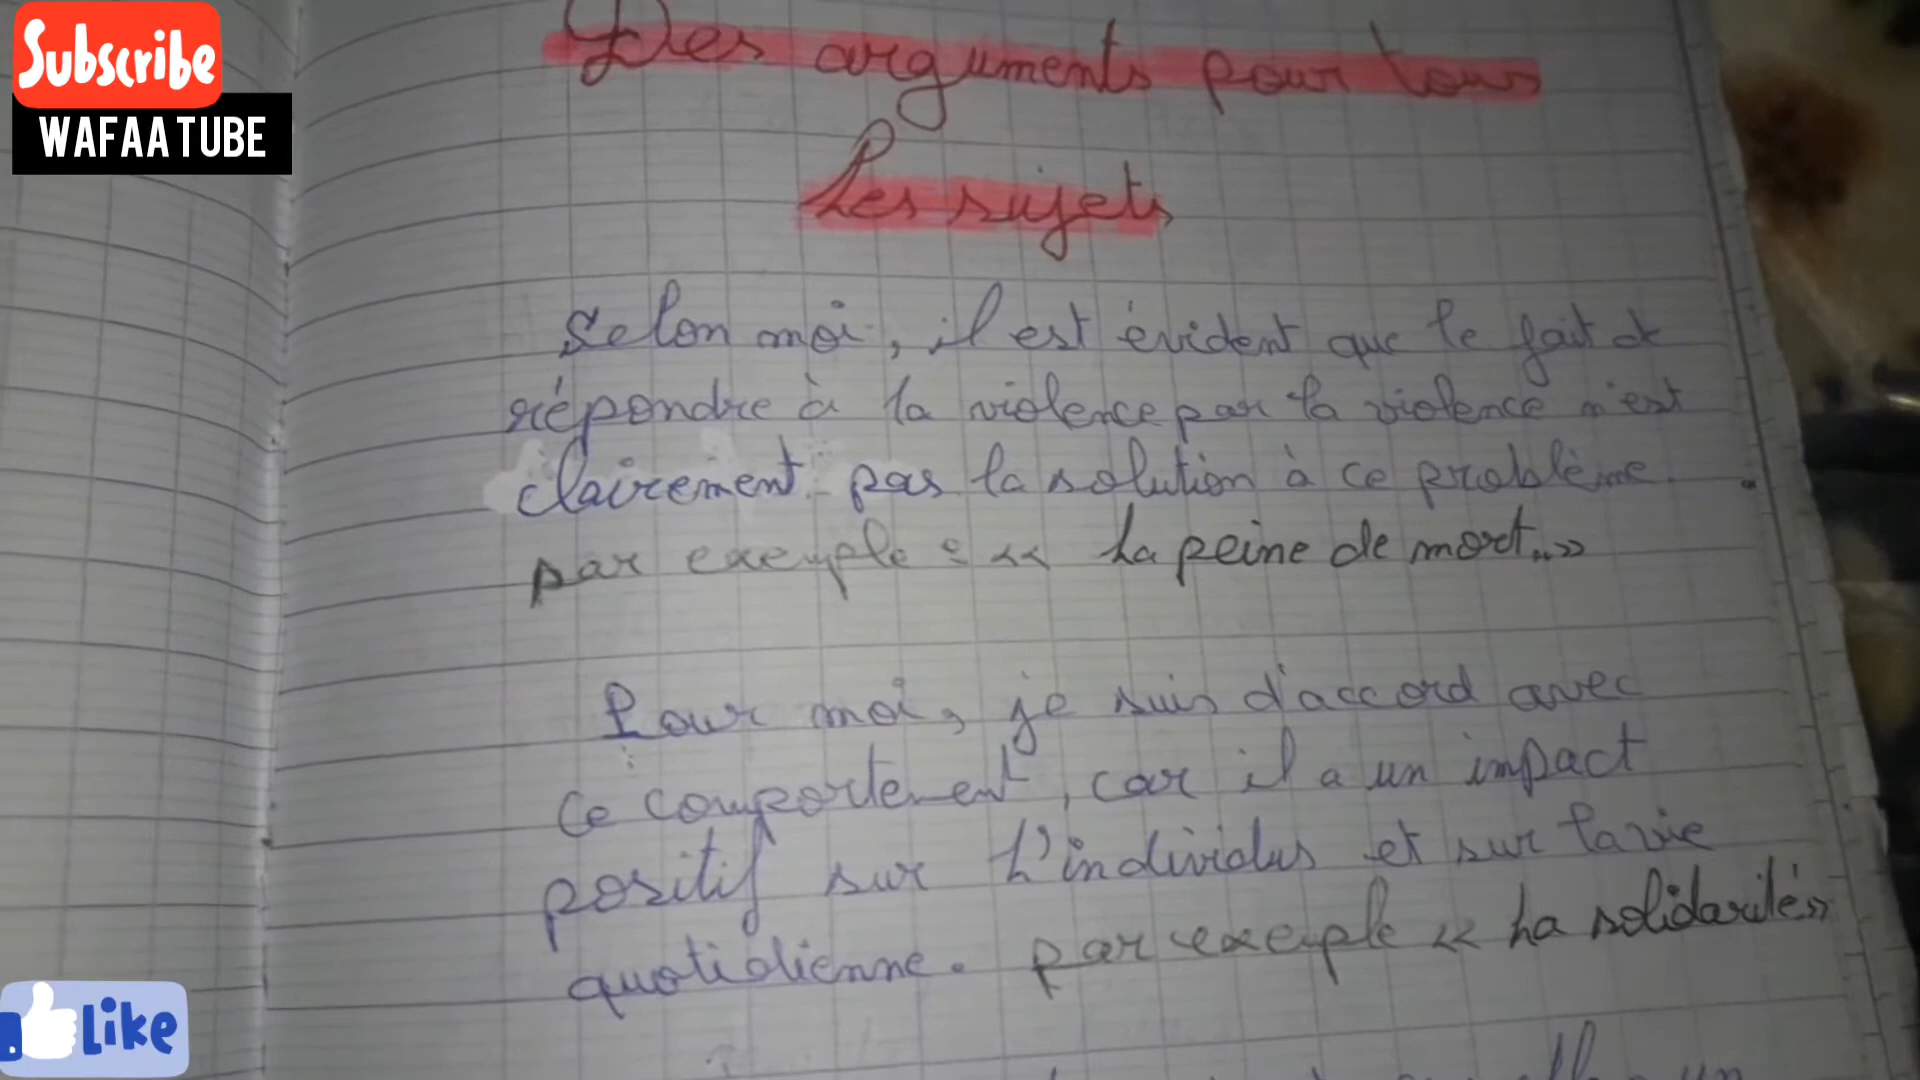 Subscribe
WAFAA TUBE
Des arguments pour tous
Les sujets
Selon moi, il est évident que le fait de
répondre à la violence par la violence n'est
clairement pas la solution à ce problème.
par exemple : << La peine de mort..>>
Pour moi, je suis d'accord avec
ce comportement, car il a un impact
positif sur l'individus et sur la vie
quotidienne. par exemple << La solidarité>>
Like